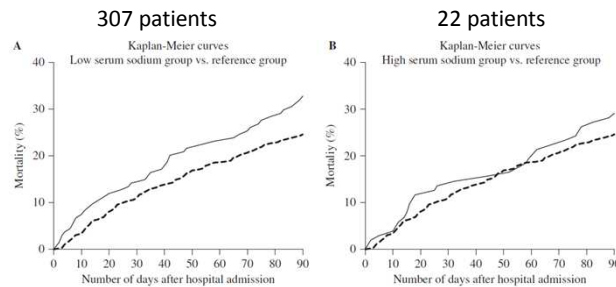 307 patients
22 patients
A
Kaplan-Meier curves
Low serum sodium group vs. reference group
40
30
20
10
0
Mortality (%)
0 10 20 30 40 50 60 70 80 90
Number of days after hospital admission
B
Kaplan-Meier curves
High serum sodium group vs. reference group
40
30
20
10
0
Mortality (%)
0 10 20 30 40 50 60 70 80 90
Number of days after hospital admission